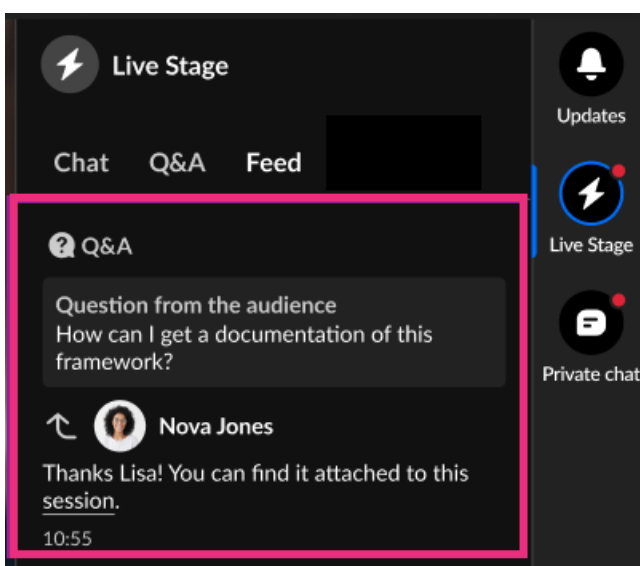 Live Stage
Chat Q&A Feed
Q&A
Question from the audience
How can I get a documentation of this
framework?
Nova Jones
Thanks Lisa! You can find it attached to this
session.
10:55
Updates
Live Stage
Private chat